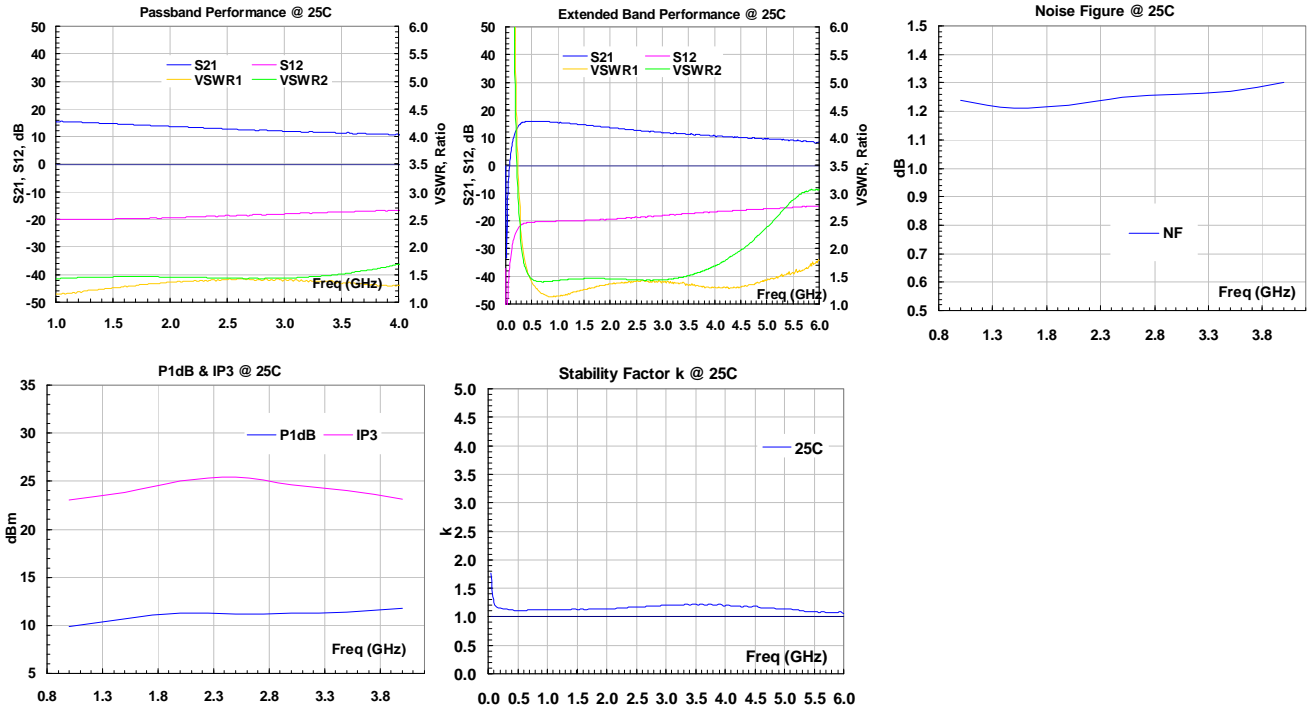 Passband Performance @ 25C
50
40
30
20
10
0
-10
-20
-30
-40
-50
S21, S12, dB
6.0
5.5
5.0
4.5
4.0
3.5
3.0
2.5
2.0
1.5
1.0
VSWR, Ratio
S21
S12
VSWR1
VSWR2
Freq (GHz)
1.0 1.5 2.0 2.5 3.0 3.5 4.0
Extended Band Performance @ 25C
50
40
30
20
10
0
-10
-20
-30
-40
-50
S21, S12, dB
6.0
5.5
5.0
4.5
4.0
3.5
3.0
2.5
2.0
1.5
1.0
VSWR, Ratio
S21
S12
VSWR1
VSWR2
Freq (GHz)
0.0 0.5 1.0 1.5 2.0 2.5 3.0 3.5 4.0 4.5 5.0 5.5 6.0
Noise Figure @ 25C
1.5
1.4
1.3
1.2
1.1
1.0
0.9
0.8
0.7
0.6
0.5
dB
NF
Freq (GHz)
0.8 1.3 1.8 2.3 2.8 3.3 3.8
P1dB & IP3 @ 25C
35
30
25
20
15
10
5
dBm
P1dB
IP3
Freq (GHz)
0.8 1.3 1.8 2.3 2.8 3.3 3.8
Stability Factor k @ 25C
5.0
4.5
4.0
3.5
3.0
2.5
2.0
1.5
1.0
0.5
0.0
k
25C
Freq (GHz)
0.0 0.5 1.0 1.5 2.0 2.5 3.0 3.5 4.0 4.5 5.0 5.5 6.0